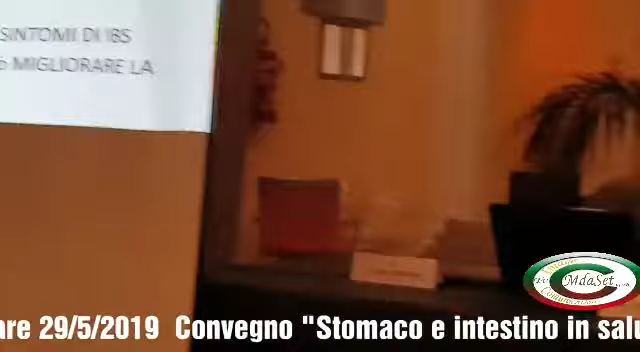 SINTOMI DI IBS
MIGLIORARE LA
MdaSet
are 29/5/2019 Convegno "Stomaco e intestino in salu